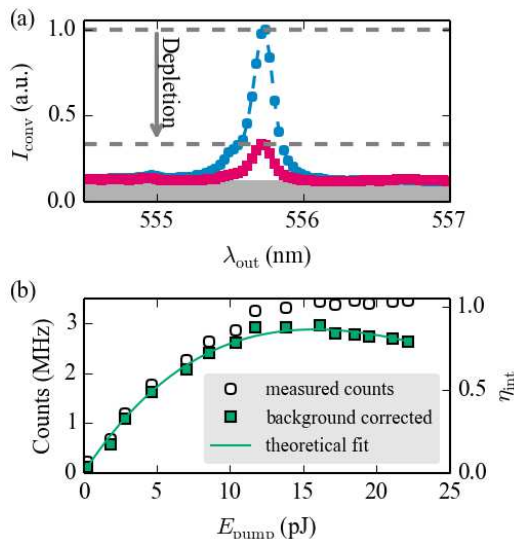 (a)
1.0
0.5
0.0
I_conv (a.u.)
Depletion
555
556
557
λ_out (nm)
(b)
3
2
1
0
Counts (MHz)
1.0
0.5
0.0
η_int
measured counts
background corrected
theoretical fit
0
5
10
15
20
25
E_pump (pJ)